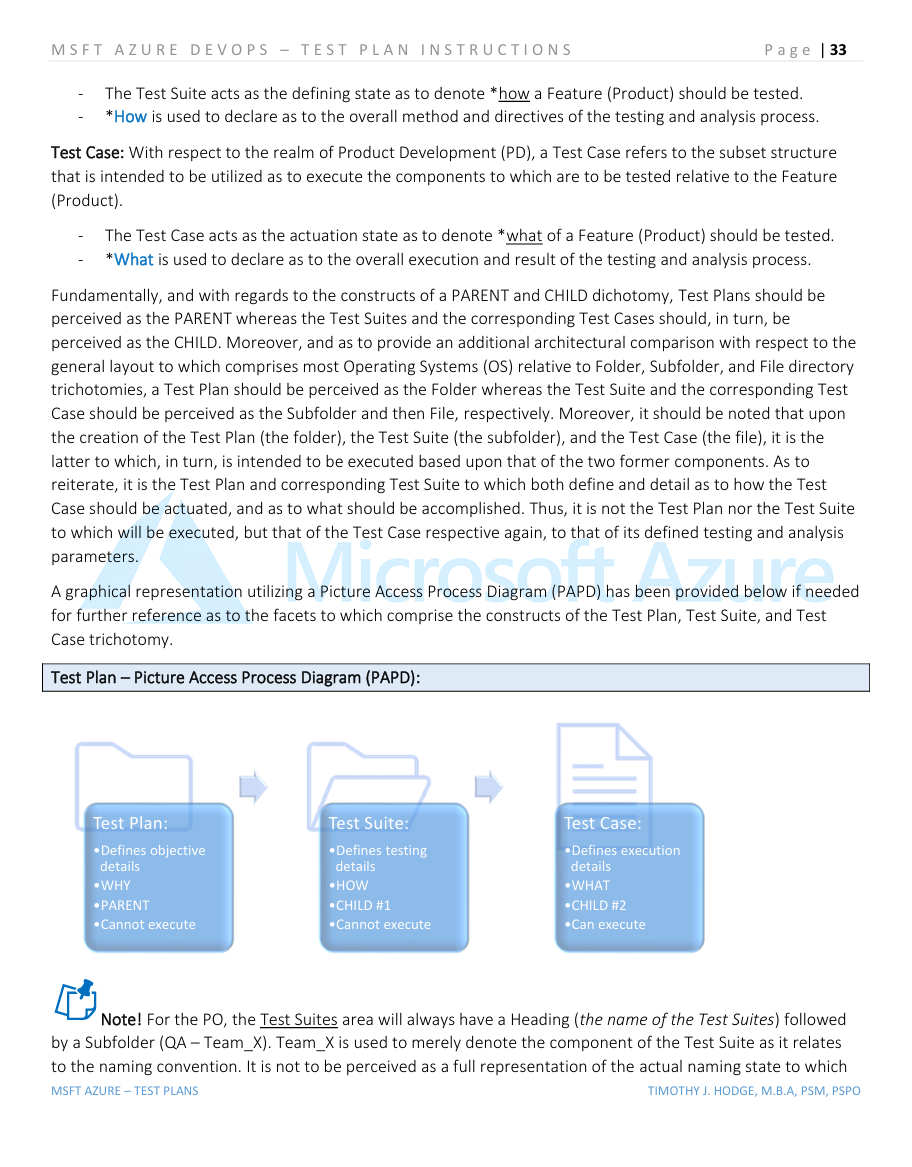 MSFT AZURE DEVOPS – TEST PLAN INSTRUCTIONS Page | 33
- The Test Suite acts as the defining state as to denote *how a Feature (Product) should be tested.
- *How is used to declare as to the overall method and directives of the testing and analysis process.
Test Case: With respect to the realm of Product Development (PD), a Test Case refers to the subset structure
that is intended to be utilized as to execute the components to which are to be tested relative to the Feature
(Product).
- The Test Case acts as the actuation state as to denote *what of a Feature (Product) should be tested.
- *What is used to declare as to the overall execution and result of the testing and analysis process.
Fundamentally, and with regards to the constructs of a PARENT and CHILD dichotomy, Test Plans should be
perceived as the PARENT whereas the Test Suites and the corresponding Test Cases should, in turn, be
perceived as the CHILD. Moreover, and as to provide an additional architectural comparison with respect to the
general layout to which comprises most Operating Systems (OS) relative to Folder, Subfolder, and File directory
trichotomies, a Test Plan should be perceived as the Folder whereas the Test Suite and the corresponding Test
Case should be perceived as the Subfolder and then File, respectively. Moreover, it should be noted that upon
the creation of the Test Plan (the folder), the Test Suite (the subfolder), and the Test Case (the file), it is the
latter to which, in turn, is intended to be executed based upon that of the two former components. As to
reiterate, it is the Test Plan and corresponding Test Suite to which both define and detail as to how the Test
Case should be actuated, and as to what should be accomplished. Thus, it is not the Test Plan nor the Test Suite
to which will be executed, but that of the Test Case respective again, to that of its defined testing and analysis
parameters.
Microsoft Azure
A graphical representation utilizing a Picture Access Process Diagram (PAPD) has been provided below if needed
for further reference as to the facets to which comprise the constructs of the Test Plan, Test Suite, and Test
Case trichotomy.
Test Plan – Picture Access Process Diagram (PAPD):
Test Plan:
•Defines objective
details
•WHY
•PARENT
•Cannot execute
Test Suite:
•Defines testing
details
•HOW
•CHILD #1
•Cannot execute
Test Case:
•Defines execution
details
•WHAT
•CHILD #2
•Can execute
Note! For the PO, the Test Suites area will always have a Heading (the name of the Test Suites) followed
by a Subfolder (QA – Team_X). Team_X is used to merely denote the component of the Test Suite as it relates
to the naming convention. It is not to be perceived as a full representation of the actual naming state to which
MSFT AZURE – TEST PLANS TIMOTHY J. HODGE, M.B.A, PSM, PSPO